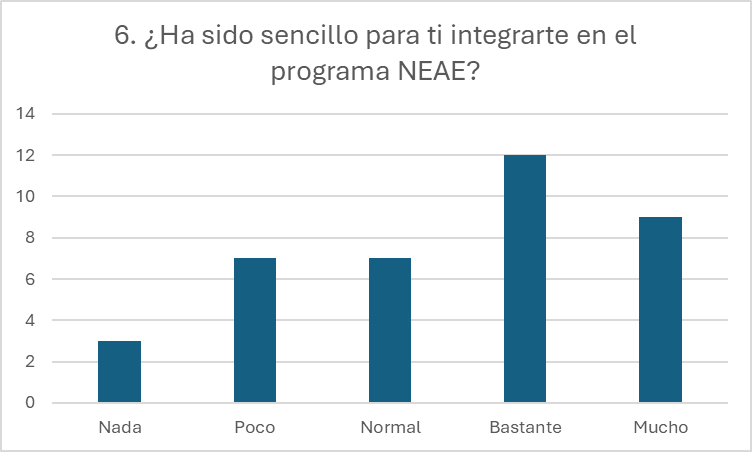 6. ¿Ha sido sencillo para ti integrarte en el
programa NEAE?
14
12
10
8
6
4
2
0
Nada Poco Normal Bastante Mucho